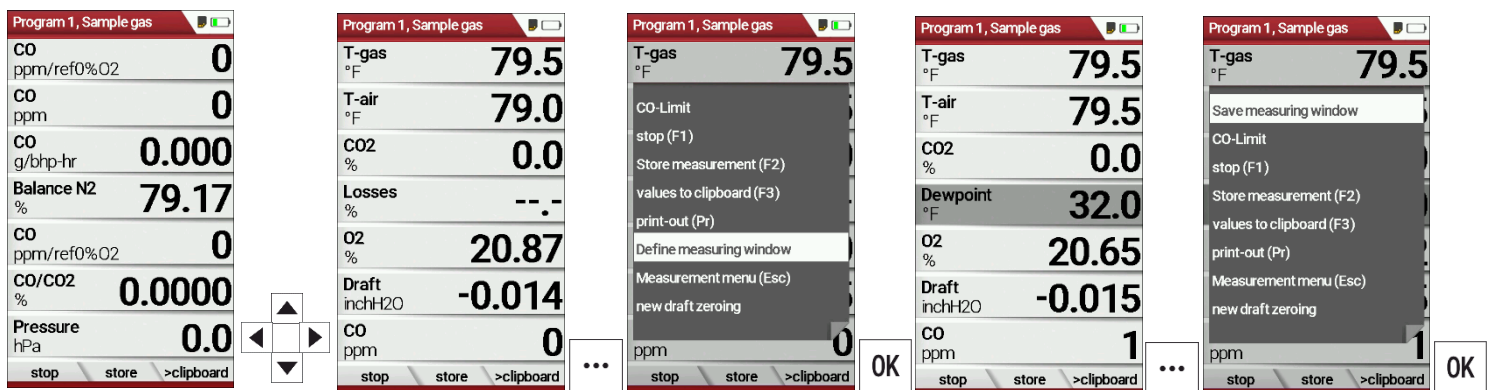 Program 1, Sample gas
CO
ppm/ref0%O2
0
CO
ppm
0
CO
g/bhp-hr
0.000
Balance N2
%
79.17
CO
ppm/ref0%O2
0
CO/CO2
%
0.0000
Pressure
hPa
0.0
stop store >clipboard
Program 1, Sample gas
T-gas
°F
79.5
T-air
°F
79.0
CO2
%
0.0
Losses
%
--.-
O2
%
20.87
Draft
inchH2O
-0.014
CO
ppm
0
stop store >clipboard
...
Program 1, Sample gas
T-gas
°F
79.5
CO-Limit
stop (F1)
Store measurement (F2)
values to clipboard (F3)
print-out (Pr)
Define measuring window
Measurement menu (Esc)
new draft zeroing
ppm
0
stop store >clipboard
OK
Program 1, Sample gas
T-gas
°F
79.5
T-air
°F
79.5
CO2
%
0.0
Dewpoint
°F
32.0
O2
%
20.65
Draft
inchH2O
-0.015
CO
ppm
1
stop store >clipboard
...
Program 1, Sample gas
T-gas
°F
79.5
Save measuring window
CO-Limit
stop (F1)
Store measurement (F2)
values to clipboard (F3)
print-out (Pr)
Measurement menu (Esc)
new draft zeroing
ppm
1
stop store >clipboard
OK